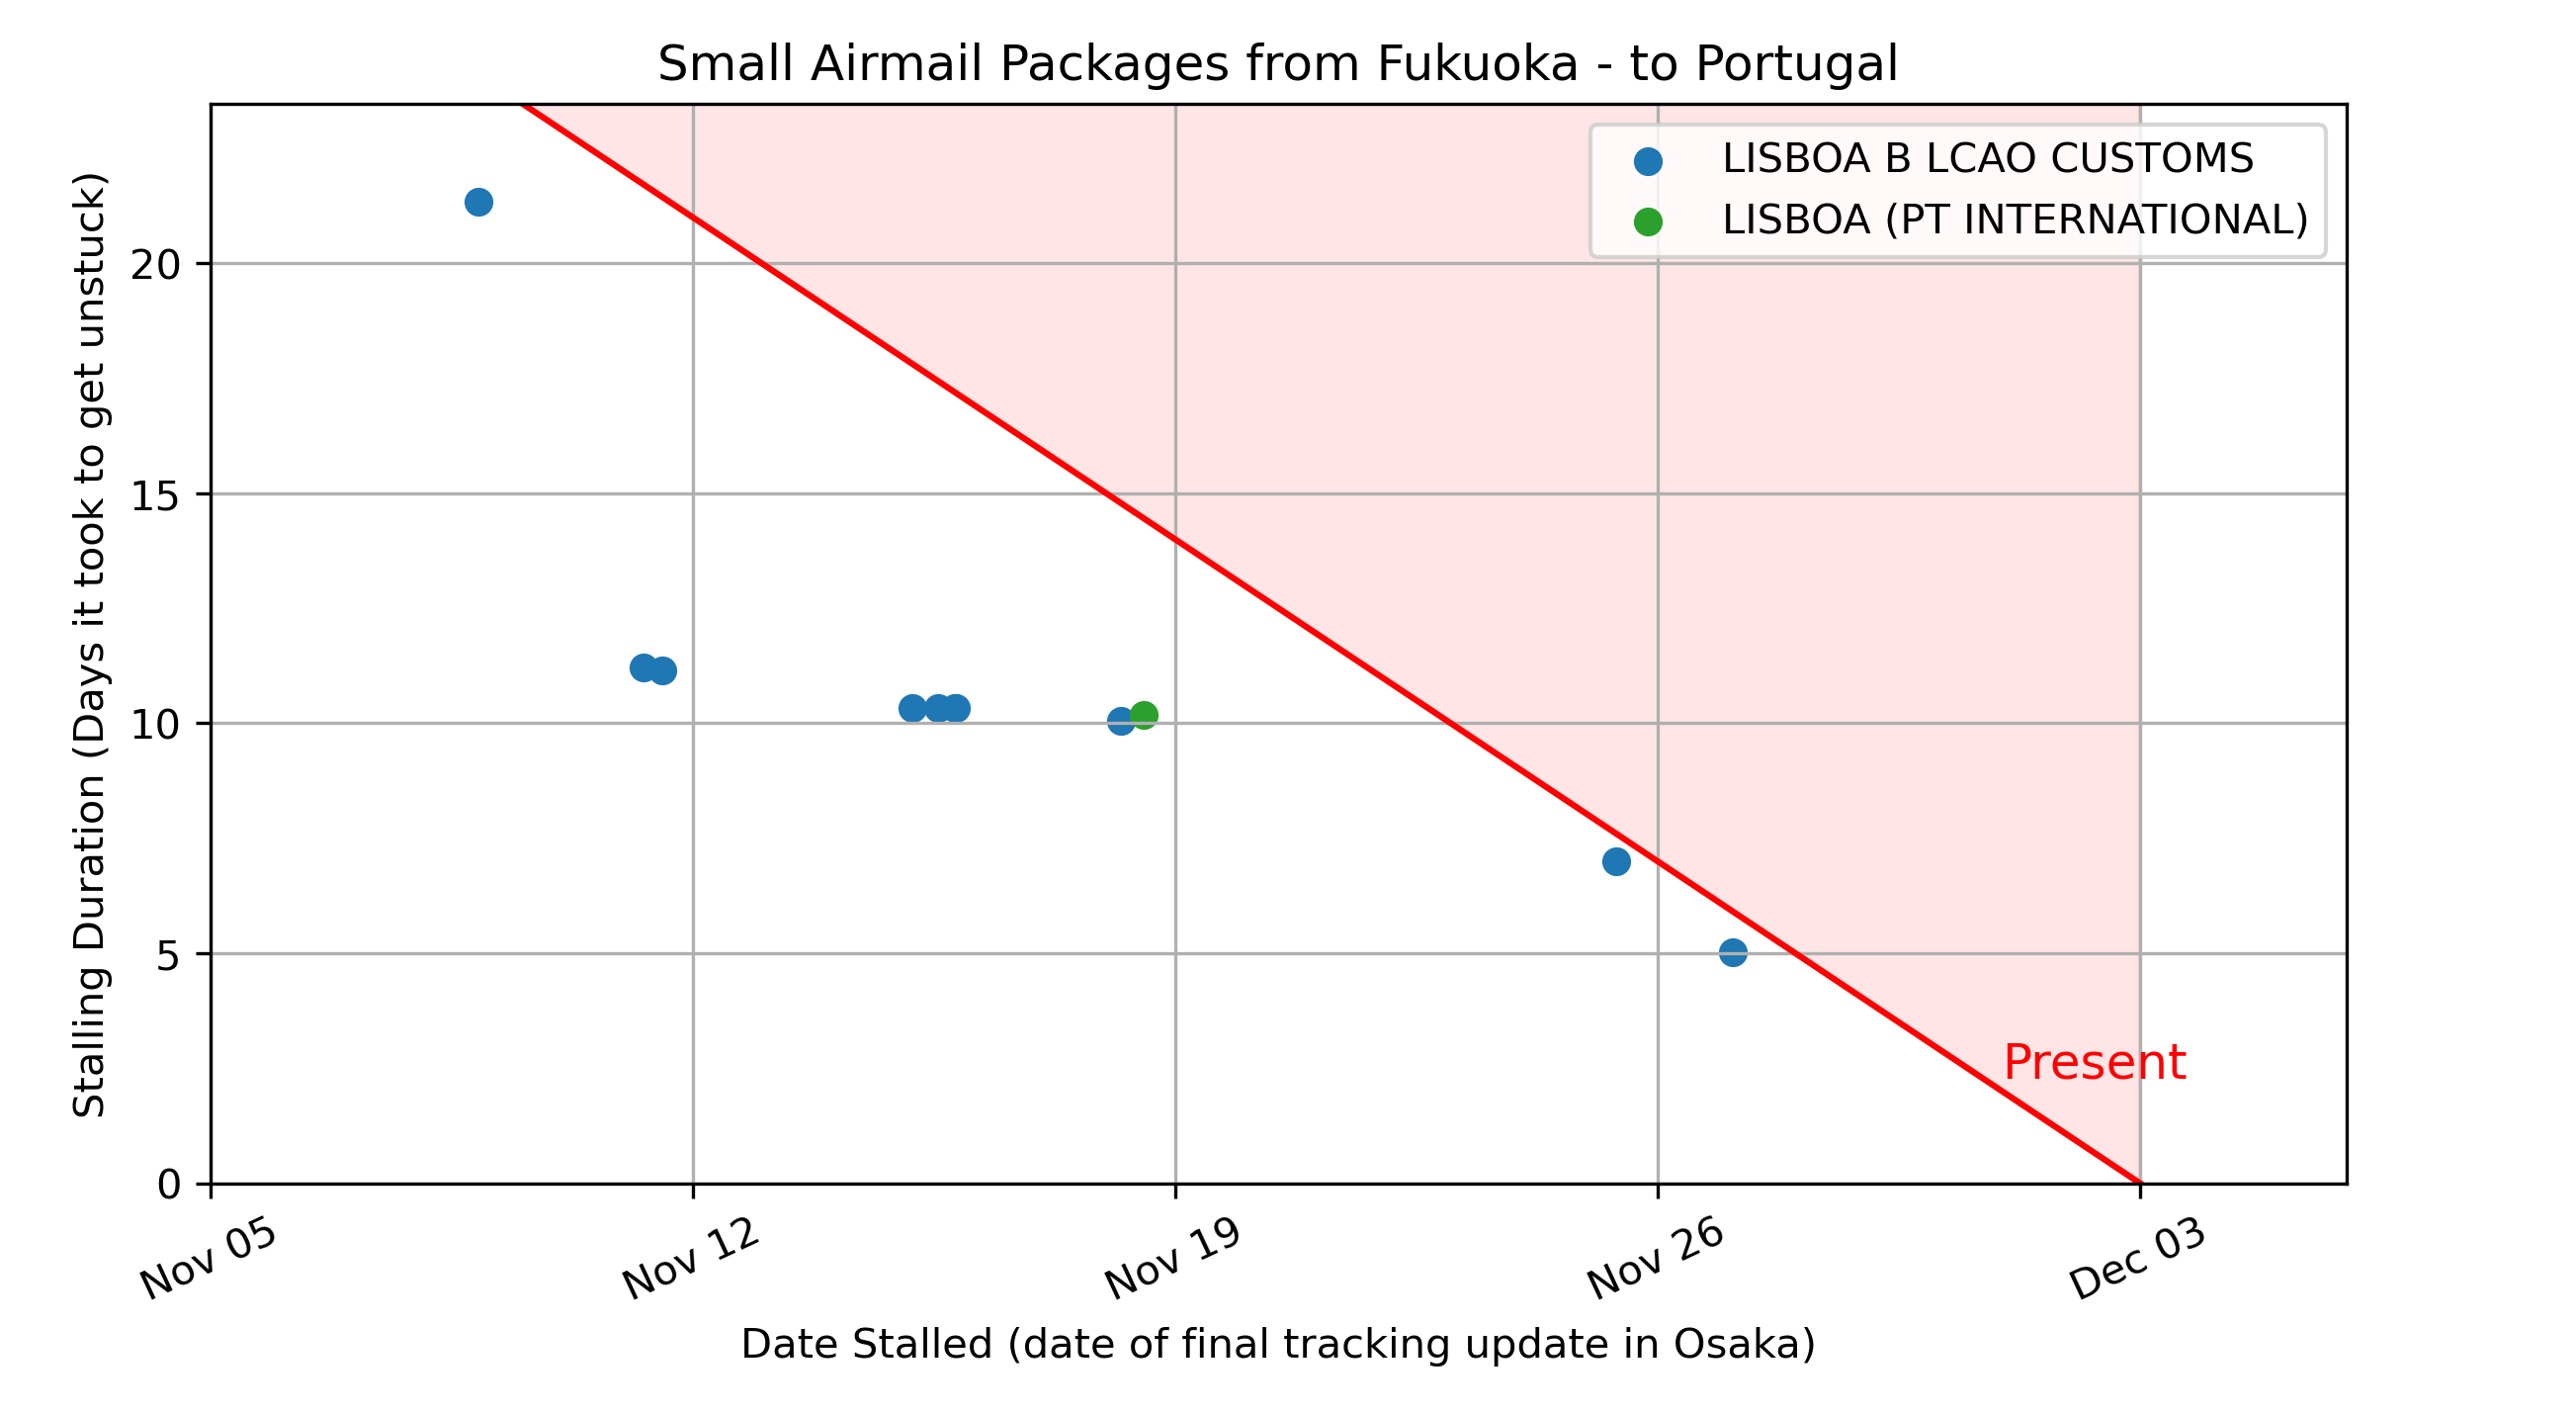 Small Airmail Packages from Fukuoka - to Portugal
LISBOA B LCAO CUSTOMS
LISBOA (PT INTERNATIONAL)
Stalling Duration (Days it took to get unstuck)
20
15
10
5
0
Present
Nov 05
Nov 12
Nov 19
Nov 26
Dec 03
Date Stalled (date of final tracking update in Osaka)